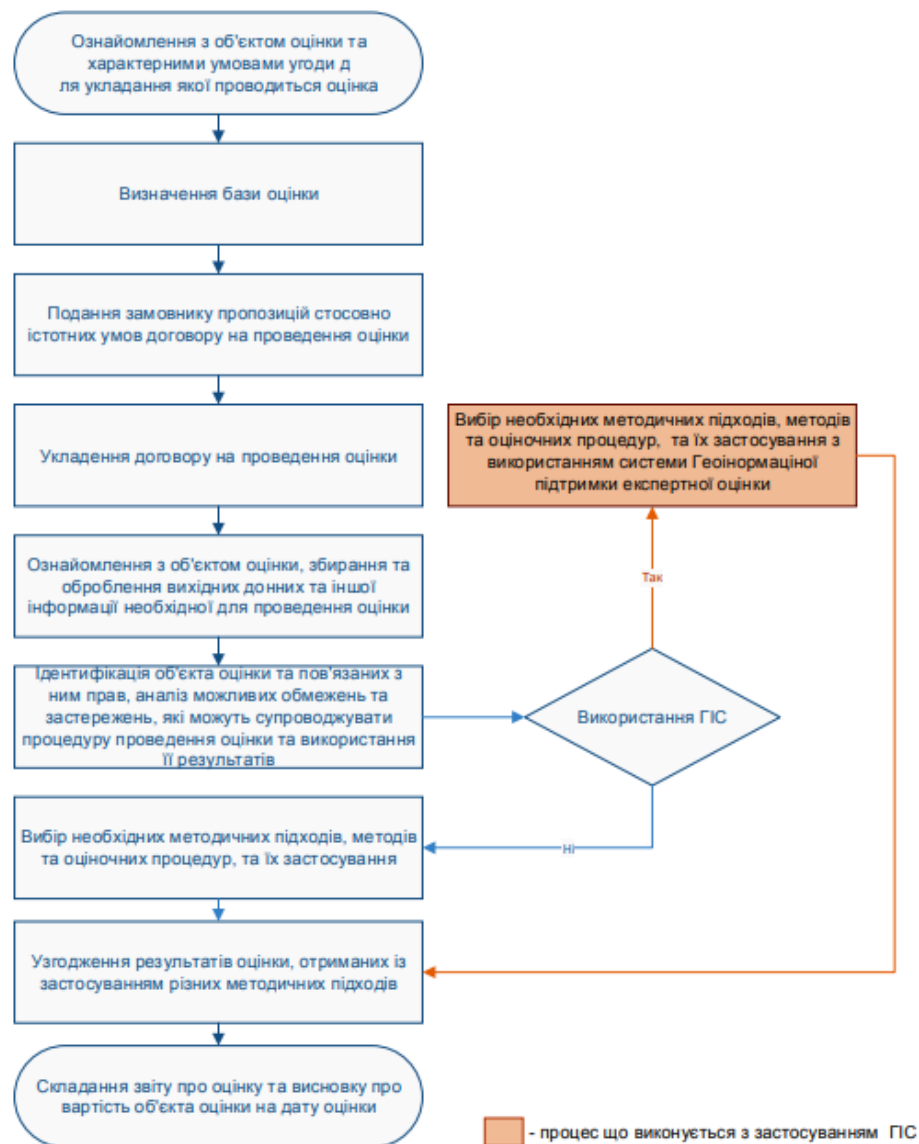 Ознайомлення з об'єктом оцінки та
характерними умовами угоди д
ля укладання якої проводиться оцінка
Визначення бази оцінки
Подання замовнику пропозицій стосовно
істотних умов договору на проведення оцінки
Укладення договору на проведення оцінки
Вибір необхідних методичних підходів, методів
та оціночних процедур, та їх застосування з
використанням системи Геоінормаціної
підтримки експертної оцінки
Ознайомлення з об'єктом оцінки, збирання та
оброблення вихідних донних та іншої
інформації необхідної для проведення оцінки
Так
Ідентифікація об'єкта оцінки та пов'язаних з
ним прав, аналіз можливих обмежень та
застережень, які можуть супроводжувати
процедуру проведення оцінки та використання
її результатів
Використання ГІС
Вибір необхідних методичних підходів, методів
та оціночних процедур, та їх застосування
Ні
Узгодження результатів оцінки, отриманих із
застосуванням різних методичних підходів
Складання звіту про оцінку та висновку про
вартість об'єкта оцінки на дату оцінки
- процес що виконується з застосуванням ГІС